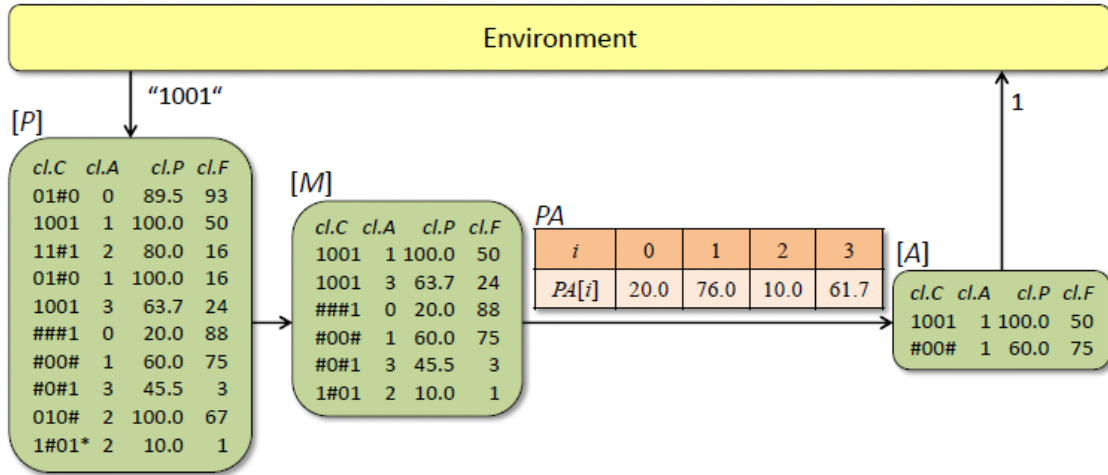 Environment
“1001“
1
[P]
cl.C cl.A cl.P cl.F
01#0 0 89.5 93
1001 1 100.0 50
11#1 2 80.0 16
01#0 1 100.0 16
1001 3 63.7 24
###1 0 20.0 88
#00# 1 60.0 75
#0#1 3 45.5 3
010# 2 100.0 67
1#01* 2 10.0 1
[M]
cl.C cl.A cl.P cl.F
1001 1 100.0 50
1001 3 63.7 24
###1 0 20.0 88
#00# 1 60.0 75
#0#1 3 45.5 3
1#01 2 10.0 1
PA
i 0 1 2 3
PA[i] 20.0 76.0 10.0 61.7
[A]
cl.C cl.A cl.P cl.F
1001 1 100.0 50
#00# 1 60.0 75